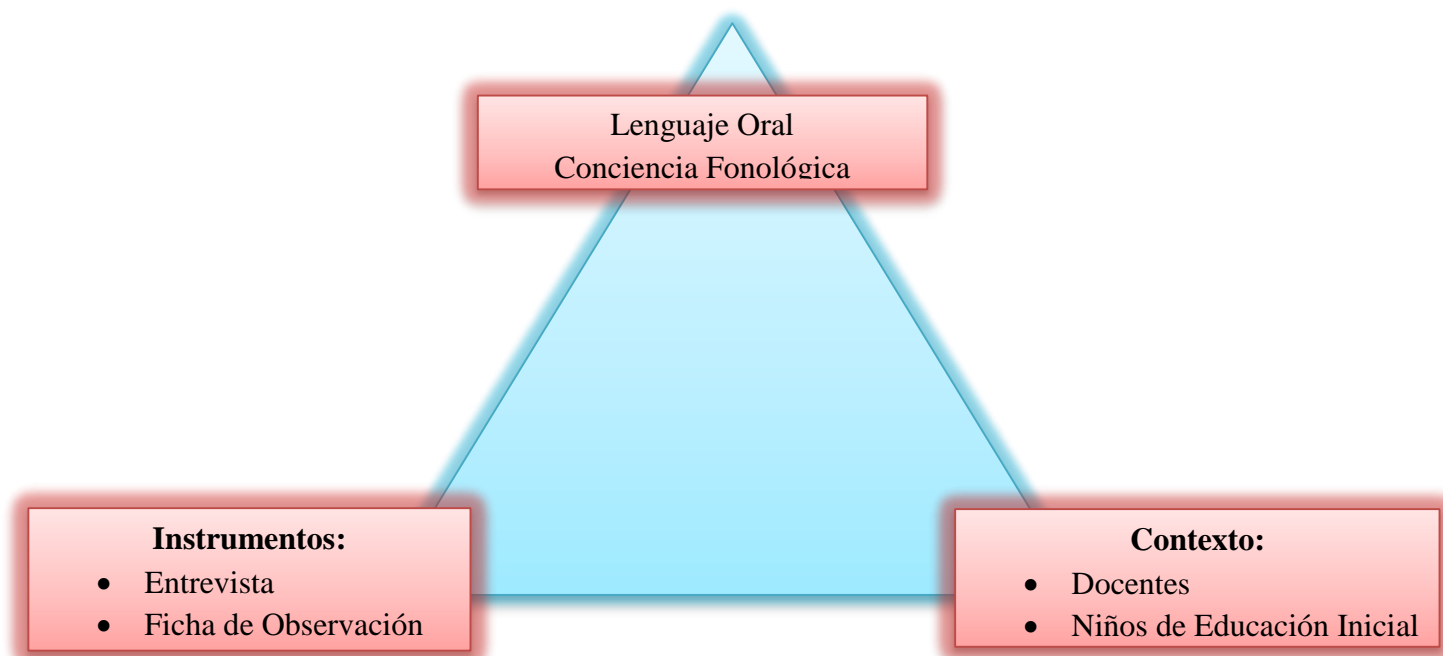 Lenguaje Oral
Conciencia Fonológica
Instrumentos:
• Entrevista
• Ficha de Observación
Contexto:
• Docentes
• Niños de Educación Inicial